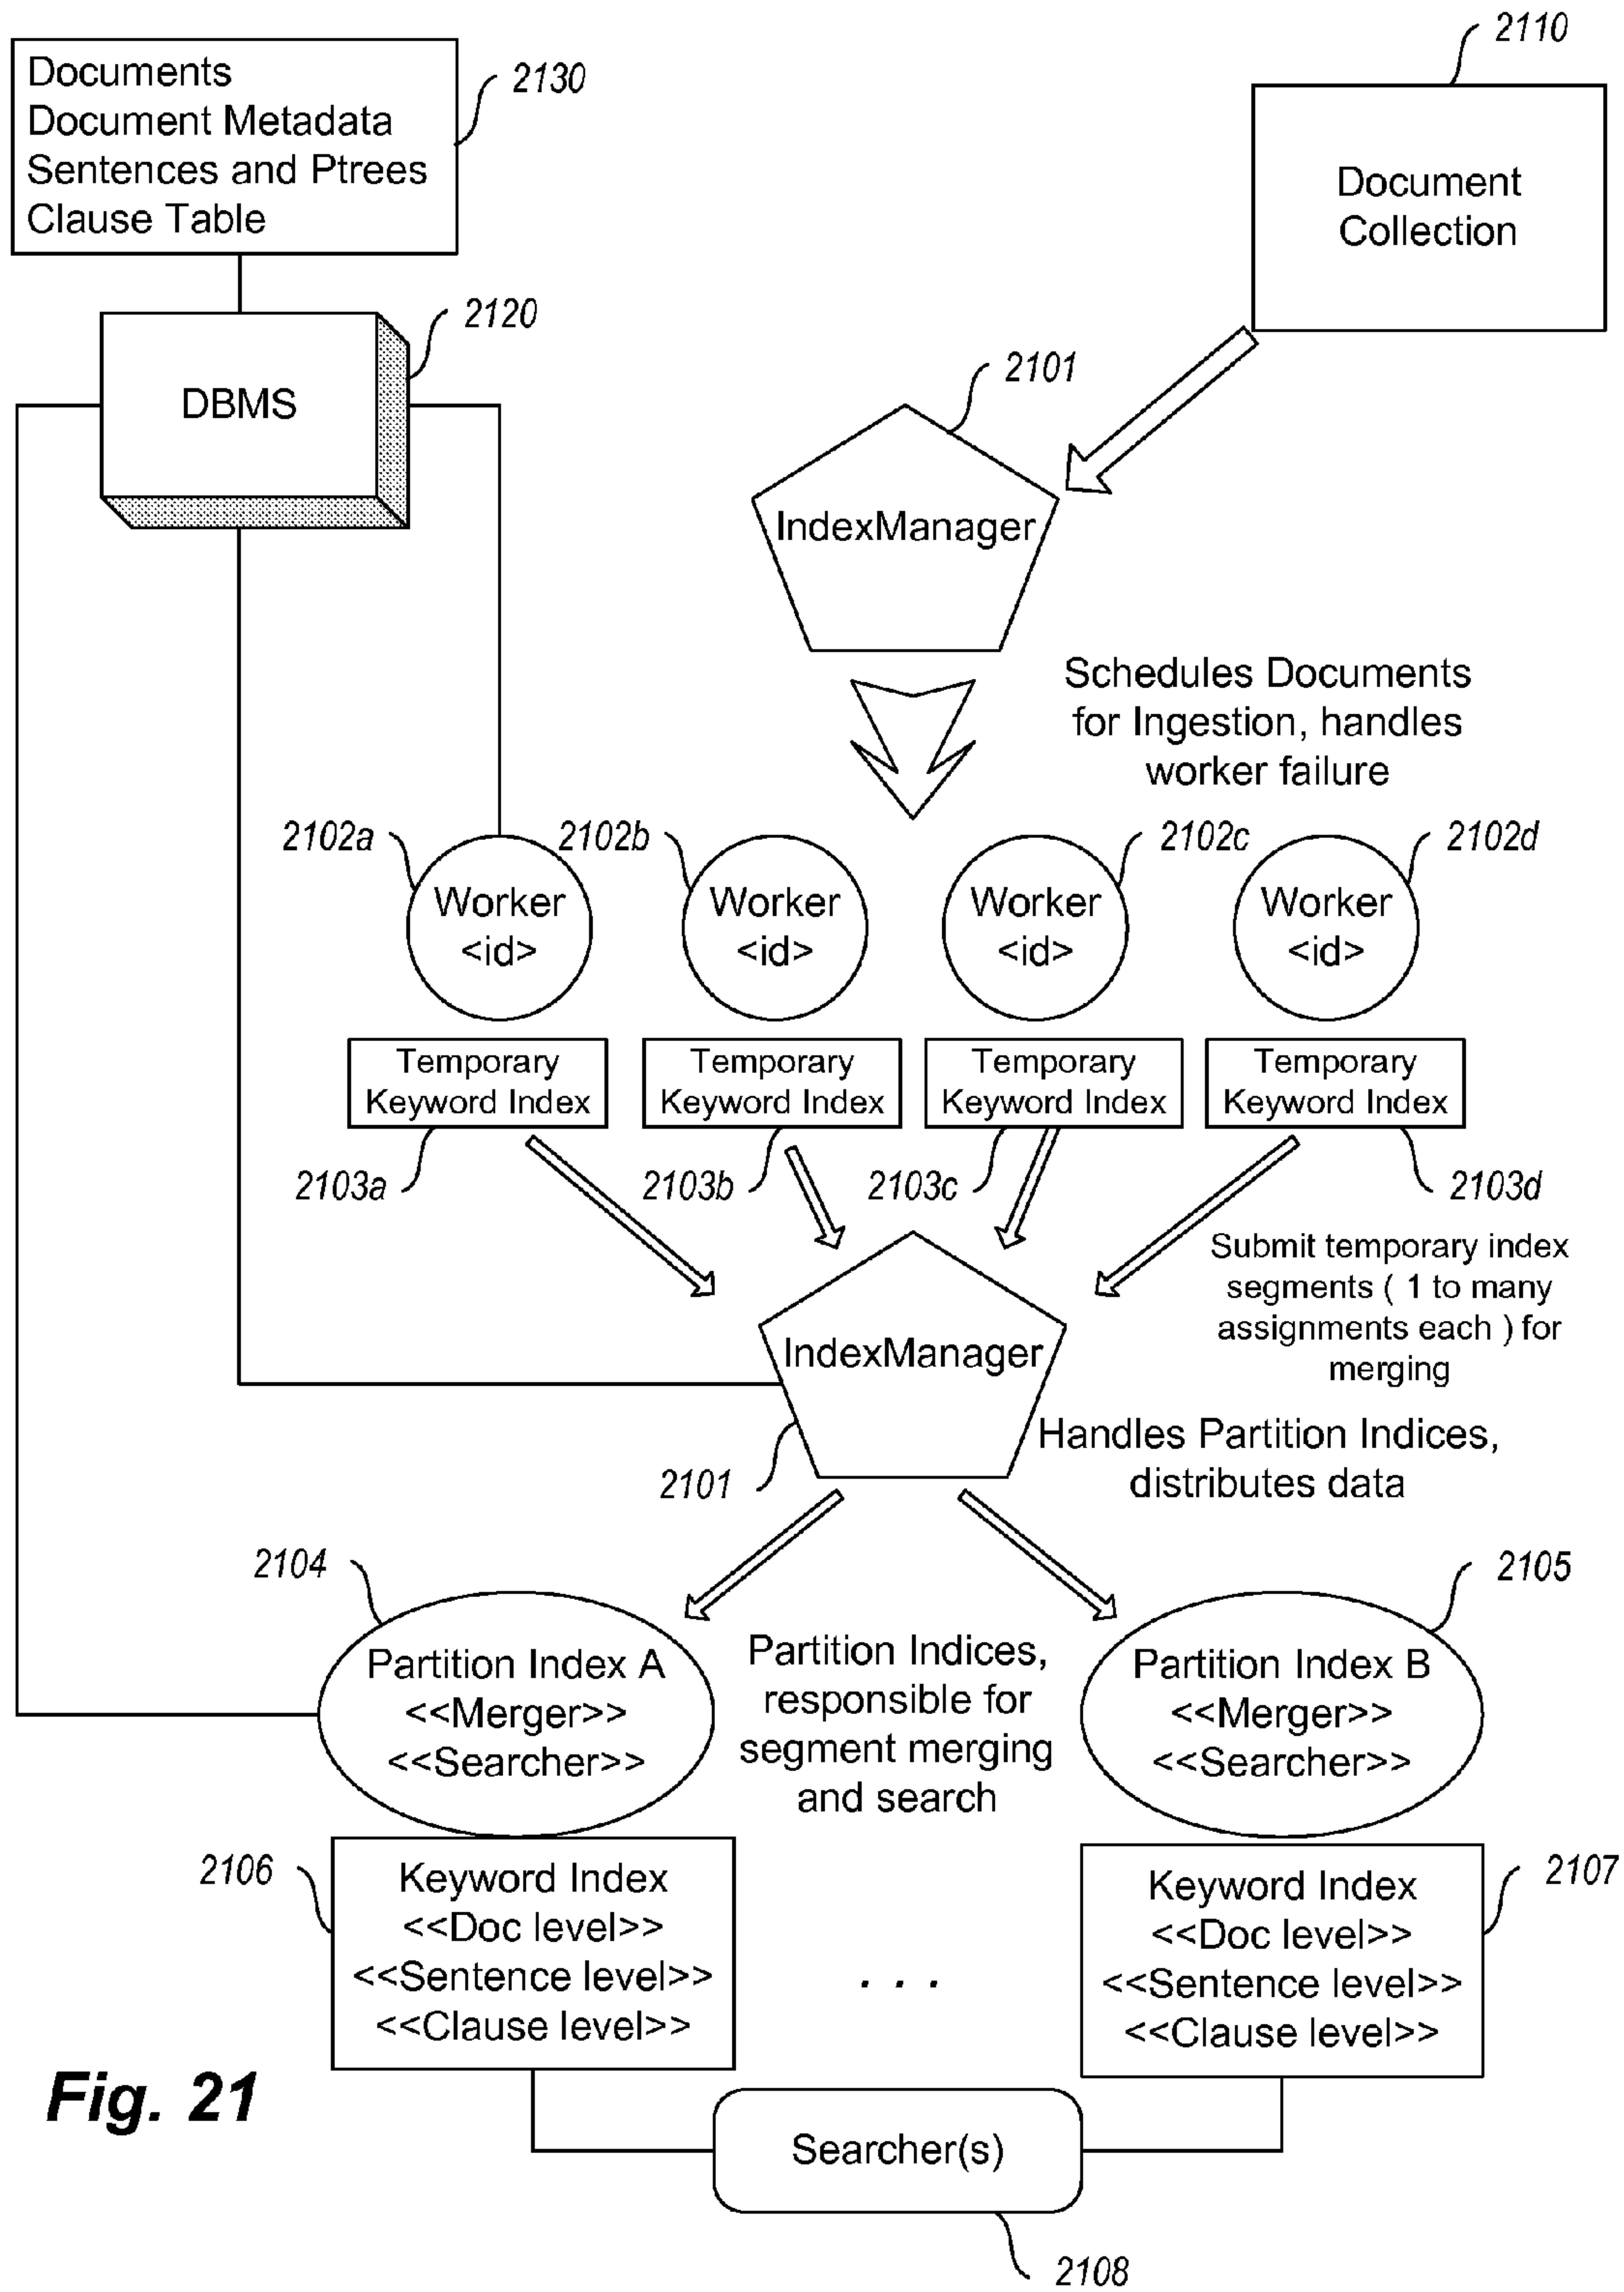 2110
Documents
Document Metadata
Sentences and Ptrees
Clause Table
2130
Document
Collection
2120
DBMS
2101
IndexManager
Schedules Documents
for Ingestion, handles
worker failure
2102a
2102b
2102c
2102d
Worker
<id>
Worker
<id>
Worker
<id>
Worker
<id>
Temporary
Keyword Index
Temporary
Keyword Index
Temporary
Keyword Index
Temporary
Keyword Index
2103a
2103b
2103c
2103d
Submit temporary index
segments ( 1 to many
assignments each ) for
merging
IndexManager
2101
Handles Partition Indices,
distributes data
2104
2105
Partition Index A
<<Merger>>
<<Searcher>>
Partition Indices,
responsible for
segment merging
and search
Partition Index B
<<Merger>>
<<Searcher>>
2106
Keyword Index
<<Doc level>>
<<Sentence level>>
<<Clause level>>
. . .
Keyword Index
<<Doc level>>
<<Sentence level>>
<<Clause level>>
2107
Fig. 21
Searcher(s)
2108